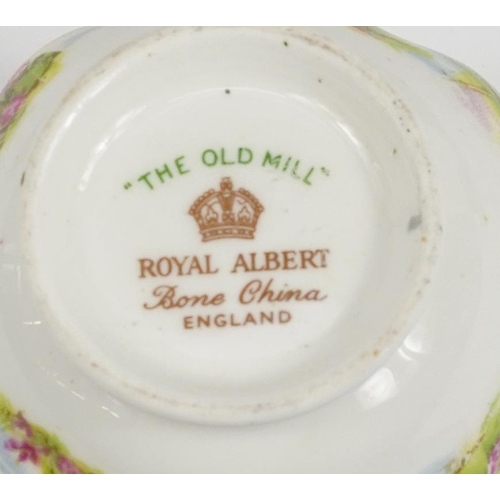 "THE OLD MILL"
ROYAL ALBERT
Bone China
ENGLAND